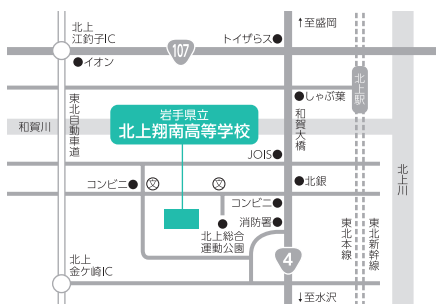 北上
江釣子IC
107
トイザらス
↑至盛岡
イオン
しゃぶ葉
北上駅
岩手県立
北上翔南高等学校
和賀川
東北自動車道
和賀大橋
JOIS
北上川
コンビニ
文
文
北銀
コンビニ
消防署
北上総合
運動公園
東北本線
東北新幹線
北上
金ケ崎IC
4
↓至水沢